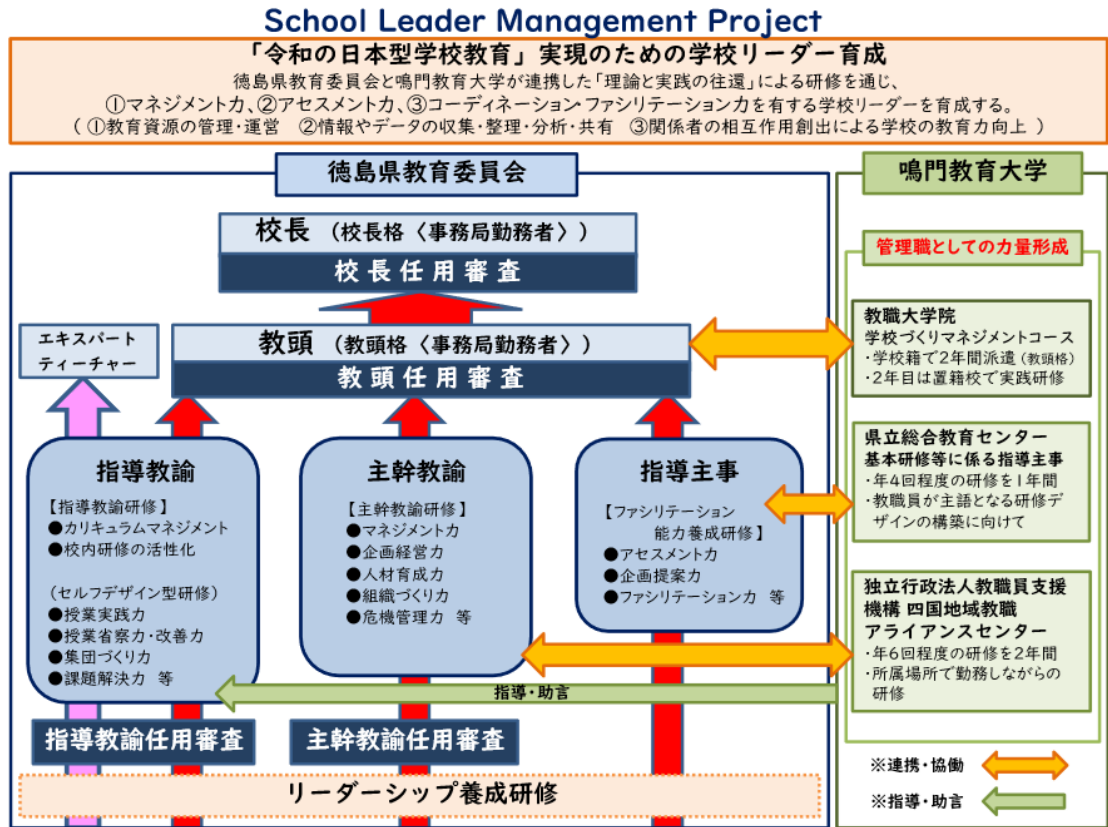 School Leader Management Project
「令和の日本型学校教育」実現のための学校リーダー育成
徳島県教育委員会と鳴門教育大学が連携した「理論と実践の往還」による研修を通じ、
①マネジメント力、②アセスメント力、③コーディネーション・ファシリテーション力を有する学校リーダーを育成する。
( ①教育資源の管理・運営 ②情報やデータの収集・整理・分析・共有 ③関係者の相互作用創出による学校の教育力向上 )
徳島県教育委員会
校長 (校長格〈事務局勤務者〉)
校長任用審査
エキスパート
ティーチャー
教頭 (教頭格〈事務局勤務者〉)
教頭任用審査
指導教諭
【指導教諭研修】
●カリキュラムマネジメント
●校内研修の活性化
(セルフデザイン型研修)
●授業実践力
●授業省察力・改善力
●集団づくり力
●課題解決力 等
主幹教諭
【主幹教諭研修】
●マネジメント力
●企画経営力
●人材育成力
●組織づくり力
●危機管理力 等
指導主事
【ファシリテーション
能力養成研修】
●アセスメント力
●企画提案力
●ファシリテーション力 等
指導・助言
指導教諭任用審査
主幹教諭任用審査
リーダーシップ養成研修
鳴門教育大学
管理職としての力量形成
教職大学院
学校づくりマネジメントコース
・学校籍で2年間派遣(教頭格)
・2年目は置籍校で実践研修
県立総合教育センター
基本研修等に係る指導主事
・年4回程度の研修を1年間
・教職員が主語となる研修デ
ザインの構築に向けて
独立行政法人教職員支援
機構 四国地域教職
アライアンスセンター
・年6回程度の研修を2年間
・所属場所で勤務しながらの
研修
※連携・協働
※指導・助言